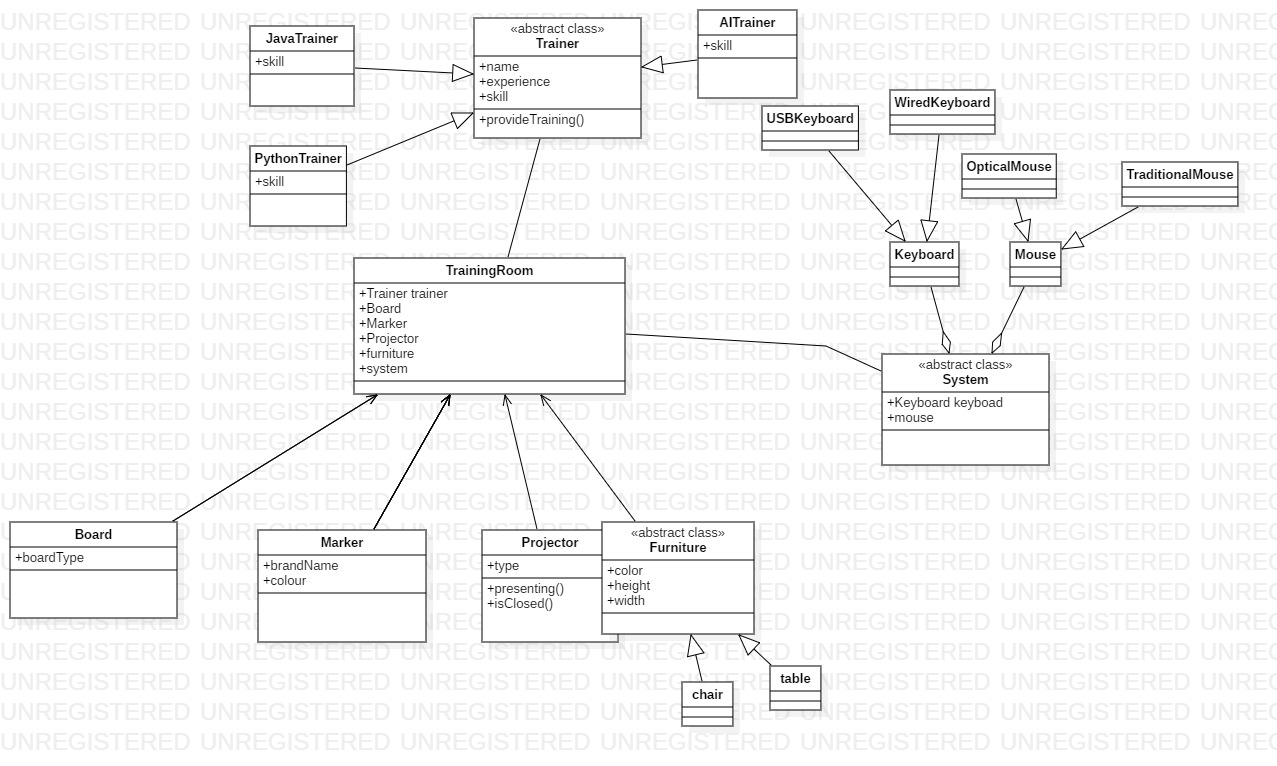 JavaTrainer
+skill
«abstract class»
Trainer
+name
+experience
+skill
+provideTraining()
AITrainer
+skill
PythonTrainer
+skill
USBKeyboard
WiredKeyboard
OpticalMouse
TraditionalMouse
Keyboard
Mouse
TrainingRoom
+Trainer trainer
+Board
+Marker
+Projector
+furniture
+system
«abstract class»
System
+Keyboard keyboad
+mouse
Board
+boardType
Marker
+brandName
+colour
Projector
+type
+presenting()
+isClosed()
«abstract class»
Furniture
+color
+height
+width
chair
table
UNREGISTERED